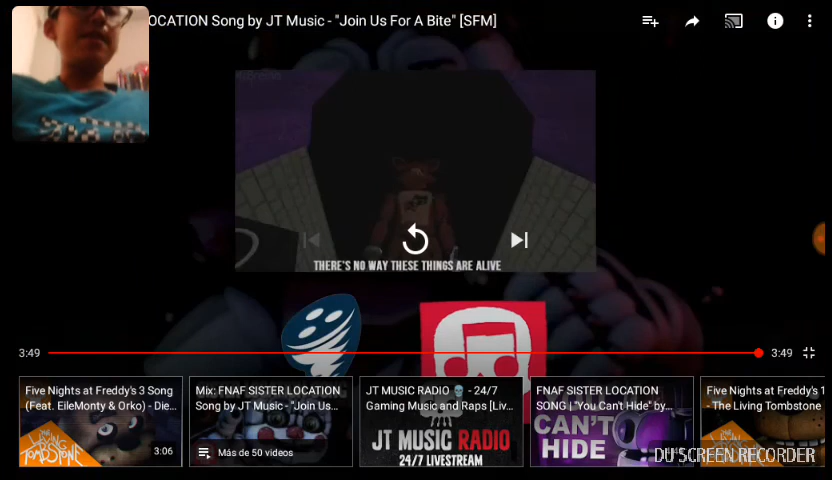 OCATION Song by JT Music - "Join Us For A Bite" [SFM]
THERE'S NO WAY THESE THINGS ARE ALIVE
3:49
3:49
Five Nights at Freddy's 3 Song
(Feat. EileMonty & Orko) - Die...
THE LIVING
TOMBSTONE
3:06
Mix: FNAF SISTER LOCATION
Song by JT Music - "Join Us...
Más de 50 videos
JT MUSIC RADIO 💀 - 24/7
Gaming Music and Raps [Liv...
JT MUSIC RADIO
24/7 LIVESTREAM
FNAF SISTER LOCATION
SONG | "You Can't Hide" by...
YOU
CAN'T
HIDE
Five Nights at Freddy's 1
- The Living Tombstone
DU SCREEN RECORDER